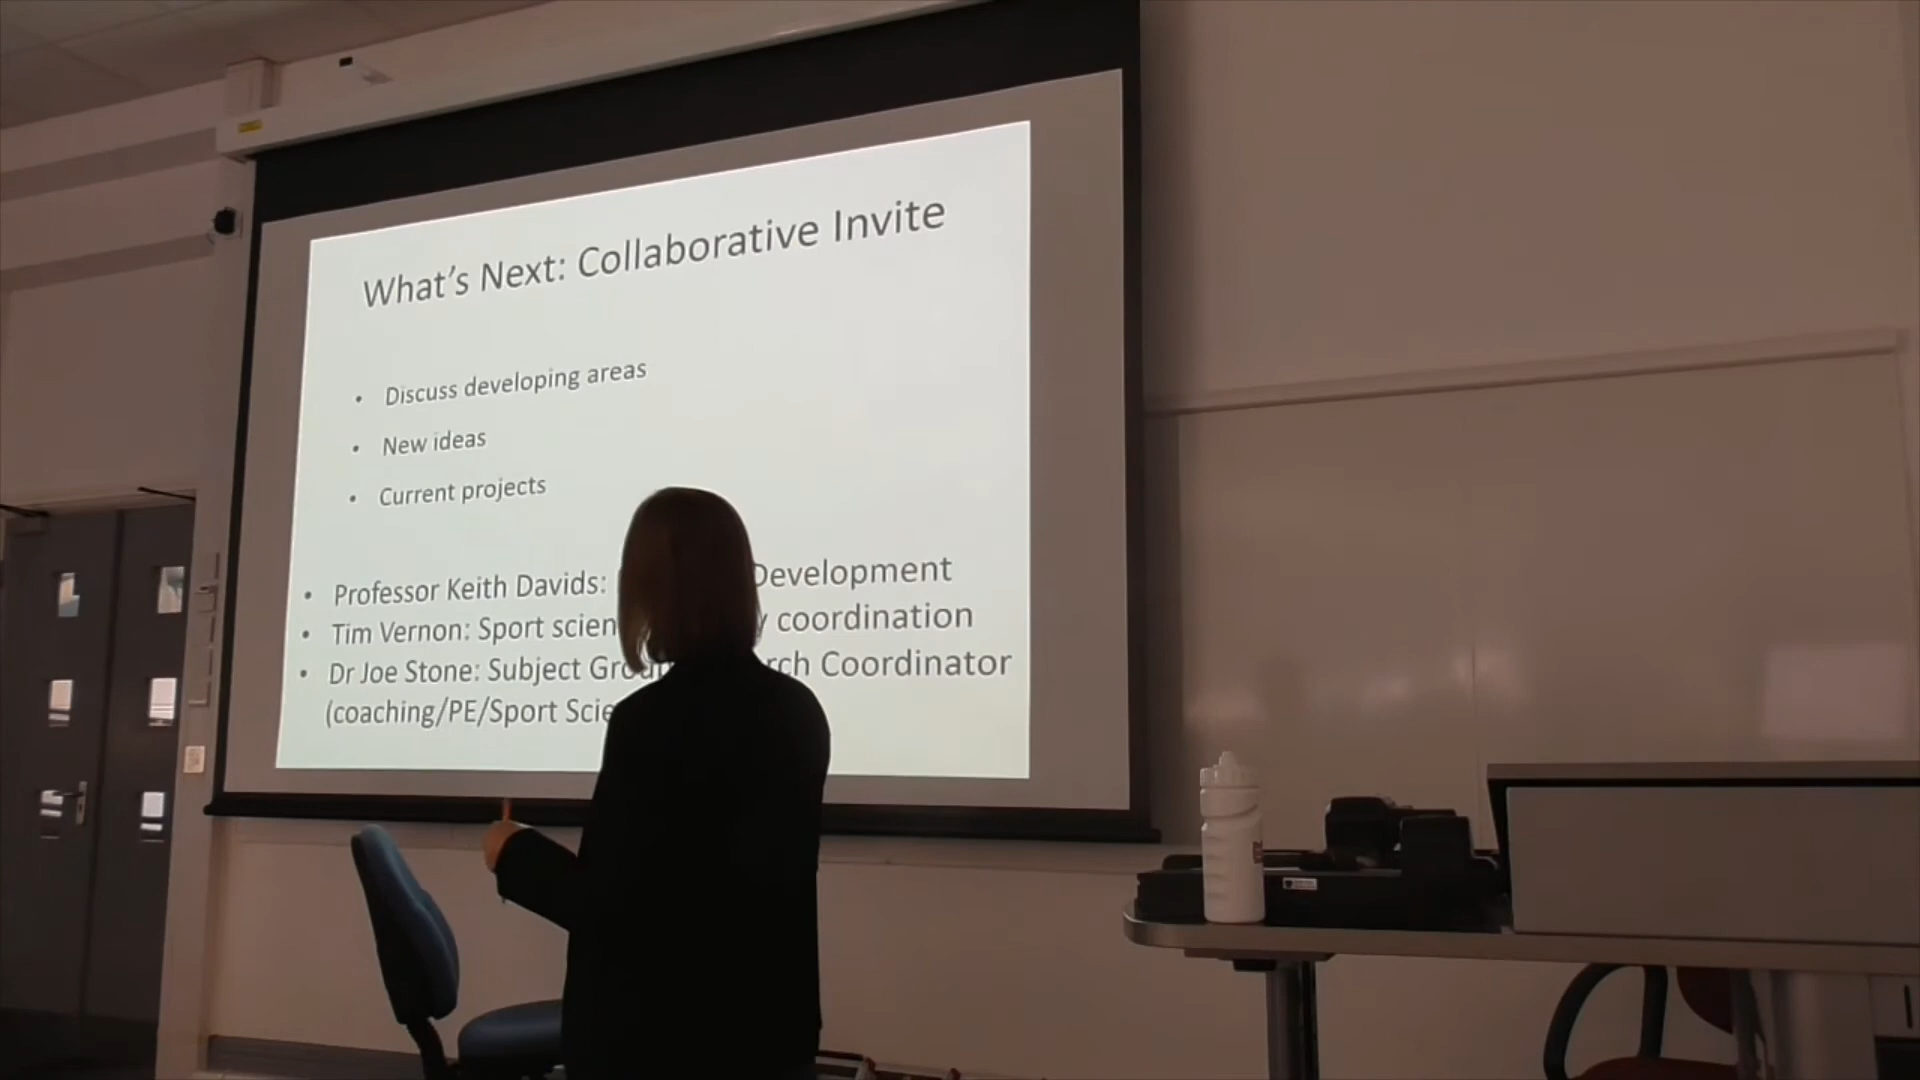 What's Next: Collaborative Invite
• Discuss developing areas
• New ideas
• Current projects
• Professor Keith Davids: Development
• Tim Vernon: Sport scien y coordination
• Dr Joe Stone: Subject Group rch Coordinator
(coaching/PE/Sport Scie